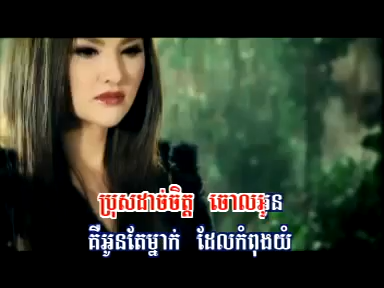 ប្រុសដាច់ចិត្ត ចោលអូន
គឺអូនតែម្នាក់ ដែលកំពុងយំ